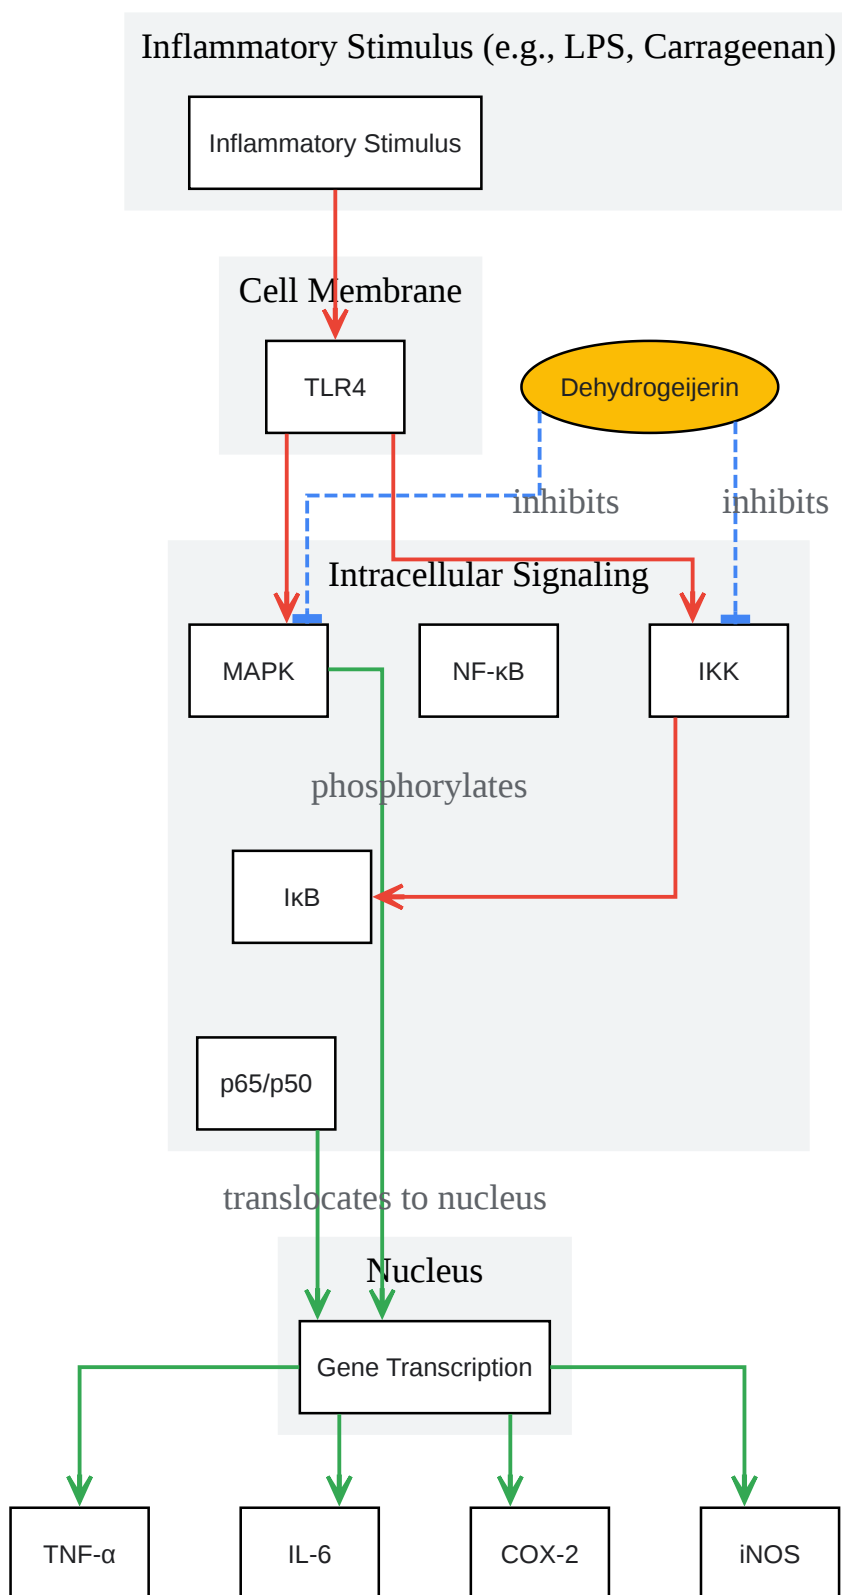 Inflammatory Stimulus (e.g., LPS, Carrageenan)
Inflammatory Stimulus
Cell Membrane
TLR4
Dehydrogeijerin
inhibits
inhibits
Intracellular Signaling
MAPK
NF-κB
IKK
phosphorylates
IκB
p65/p50
translocates to nucleus
Nucleus
Gene Transcription
TNF-α
IL-6
COX-2
iNOS